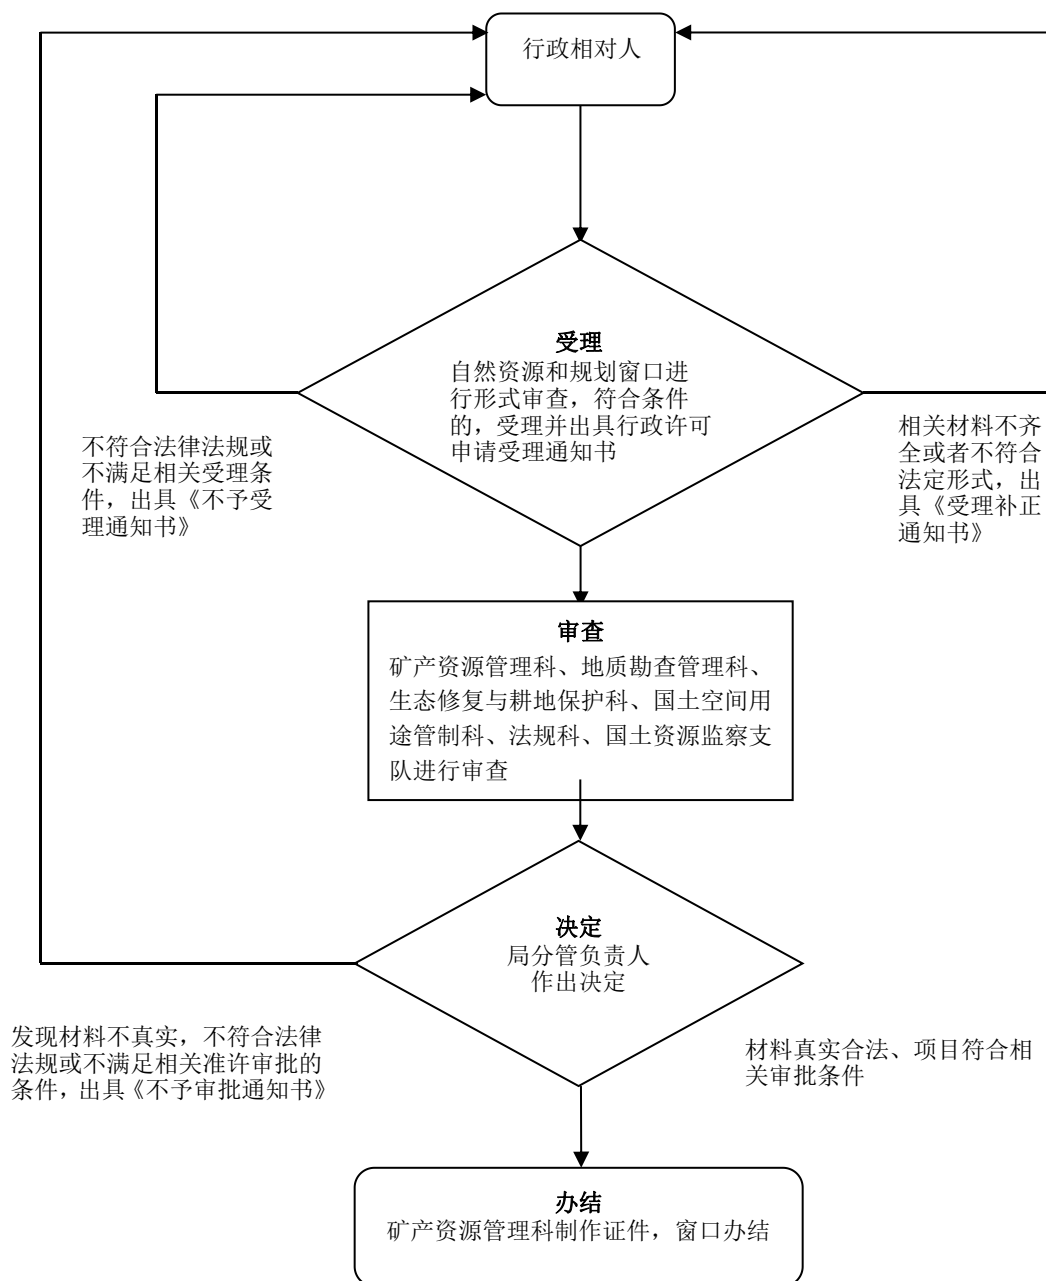 行政相对人
受理
自然资源和规划窗口进
行形式审查，符合条件
的，受理并出具行政许可
申请受理通知书
不符合法律法规或
不满足相关受理条
件，出具《不予受
理通知书》
相关材料不齐
全或者不符合
法定形式，出
具《受理补正
通知书》
审查
矿产资源管理科、地质勘查管理科、
生态修复与耕地保护科、国土空间用
途管制科、法规科、国土资源监察支
队进行审查
决定
局分管负责人
作出决定
发现材料不真实，不符合法律
法规或不满足相关准许审批的
条件，出具《不予审批通知书》
材料真实合法、项目符合相
关审批条件
办结
矿产资源管理科制作证件，窗口办结